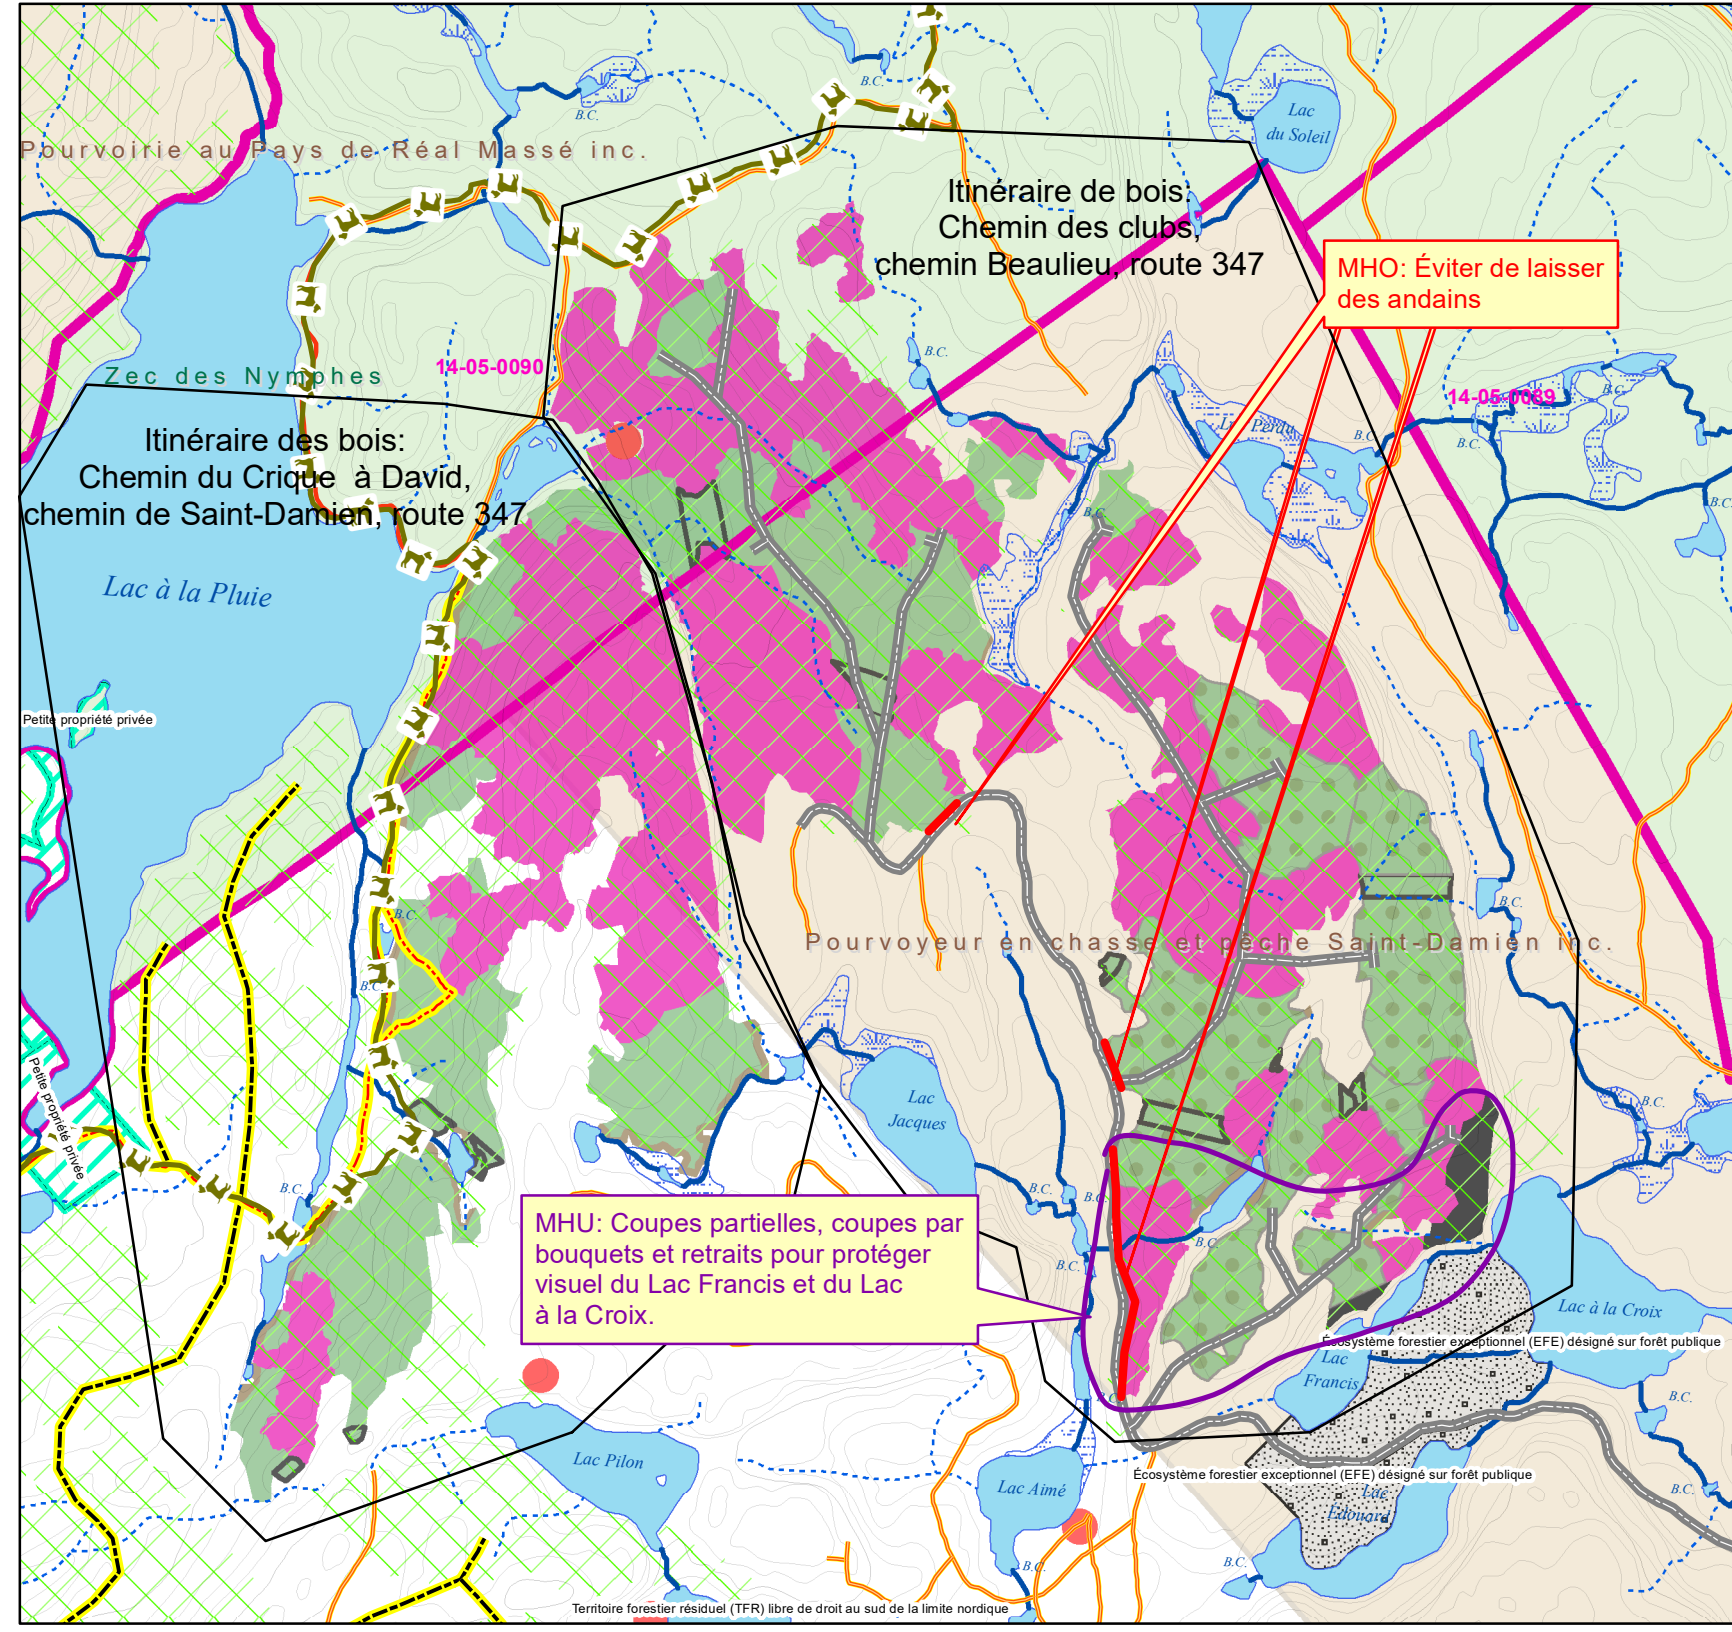 B.C.
B.C.
Lac
du Soleil
Pourvoirie au Pays de Réal Massé inc.
Itinéraire de bois:
Chemin des clubs,
chemin Beaulieu, route 347
MHO: Éviter de laisser
des andains
B.C.
14-05-0090
Zec des Nymphes
14-05-0089
B.C.
Lac Perdu
B.C.
B.C.
Itinéraire des bois:
Chemin du Crique à David,
chemin de Saint-Damien, route 347
B.C.
B.C.
Lac à la Pluie
Petite propriété privée
B.C.
B.C.
Pourvoyeur en chasse et pêche Saint-Damien inc.
B.C.
Petite propriété privée
Lac
Jacques
B.C.
B.C.
B.C.
B.C.
MHU: Coupes partielles, coupes par
bouquets et retraits pour protéger
visuel du Lac Francis et du Lac
à la Croix.
B.C.
B.C.
Lac à la Croix
Écosystème forestier exceptionnel (EFE) désigné sur forêt publique
Lac
Francis
B.C.
B.C.
Lac Pilon
Écosystème forestier exceptionnel (EFE) désigné sur forêt publique
Lac Aimé
Lac
Édouard
B.C.
B.C.
B.C.
Territoire forestier résiduel (TFR) libre de droit au sud de la limite nordique